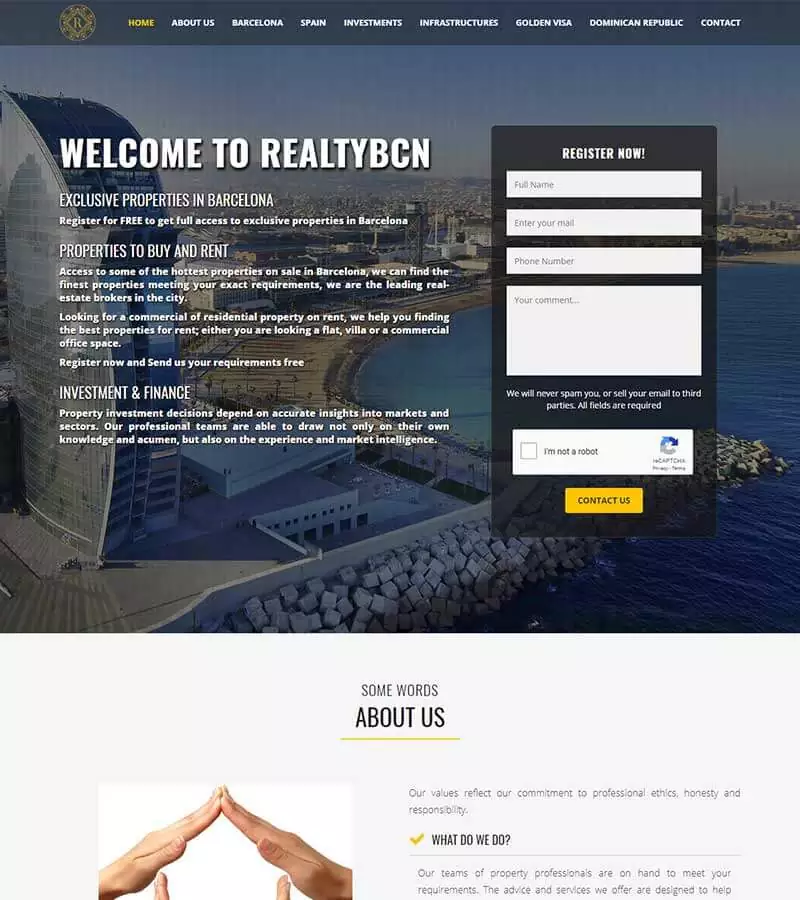 R
HOME ABOUT US BARCELONA SPAIN INVESTMENTS INFRASTRUCTURES GOLDEN VISA DOMINICAN REPUBLIC CONTACT
WELCOME TO REALTYBCN
EXCLUSIVE PROPERTIES IN BARCELONA
Register for FREE to get full access to exclusive properties in Barcelona
PROPERTIES TO BUY AND RENT
Access to some of the hottest properties on sale in Barcelona, we can find the
finest properties meeting your exact requirements, we are the leading real-
estate brokers in the city.
Looking for a commercial of residential property on rent, we help you finding
the best properties for rent; either you are looking a flat, villa or a commercial
office space.
Register now and Send us your requirements free
INVESTMENT & FINANCE
Property investment decisions depend on accurate insights into markets and
sectors. Our professional teams are able to draw not only on their own
knowledge and acumen, but also on the experience and market intelligence.
REGISTER NOW!
Full Name
Enter your mail
Phone Number
Your comment...
We will never spam you, or sell your email to third
parties. All fields are required
I'm not a robot
reCAPTCHA
Privacy - Terms
CONTACT US
SOME WORDS
ABOUT US
Our values reflect our commitment to professional ethics, honesty and
responsibility.
WHAT DO WE DO?
Our teams of property professionals are on hand to meet your
requirements. The advice and services we offer are designed to help